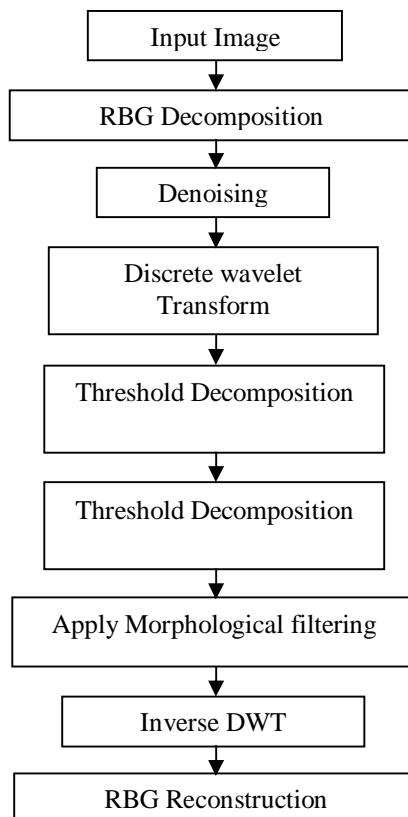 Input Image
RBG Decomposition
Denoising
Discrete wavelet
Transform
Threshold Decomposition
Threshold Decomposition
Apply Morphological filtering
Inverse DWT
RBG Reconstruction